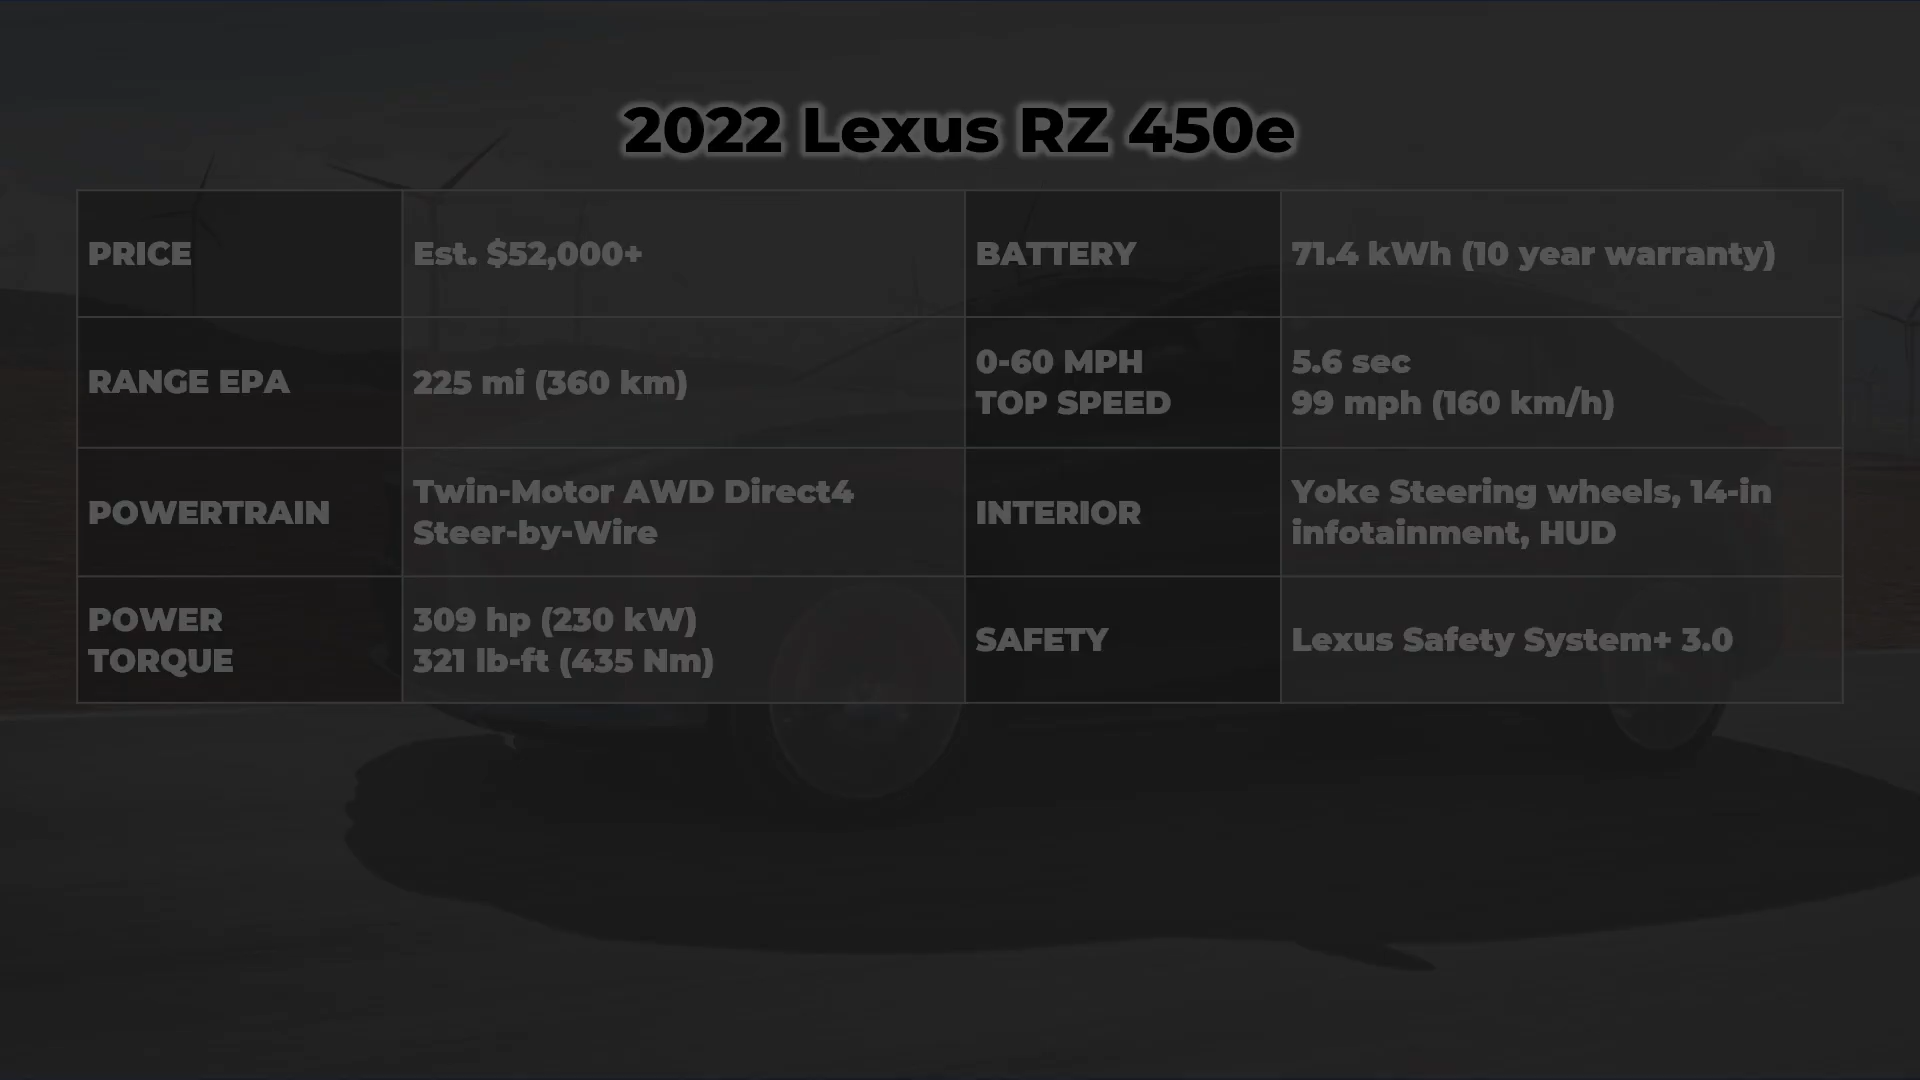 2022 Lexus RZ 450e
PRICE
Est. $52,000+
BATTERY
71.4 kWh (10 year warranty)
RANGE EPA
225 mi (360 km)
0-60 MPH
TOP SPEED
5.6 sec
99 mph (160 km/h)
POWERTRAIN
Twin-Motor AWD Direct4
Steer-by-Wire
INTERIOR
Yoke Steering wheels, 14-in
infotainment, HUD
POWER
TORQUE
309 hp (230 kW)
321 lb-ft (435 Nm)
SAFETY
Lexus Safety System+ 3.0